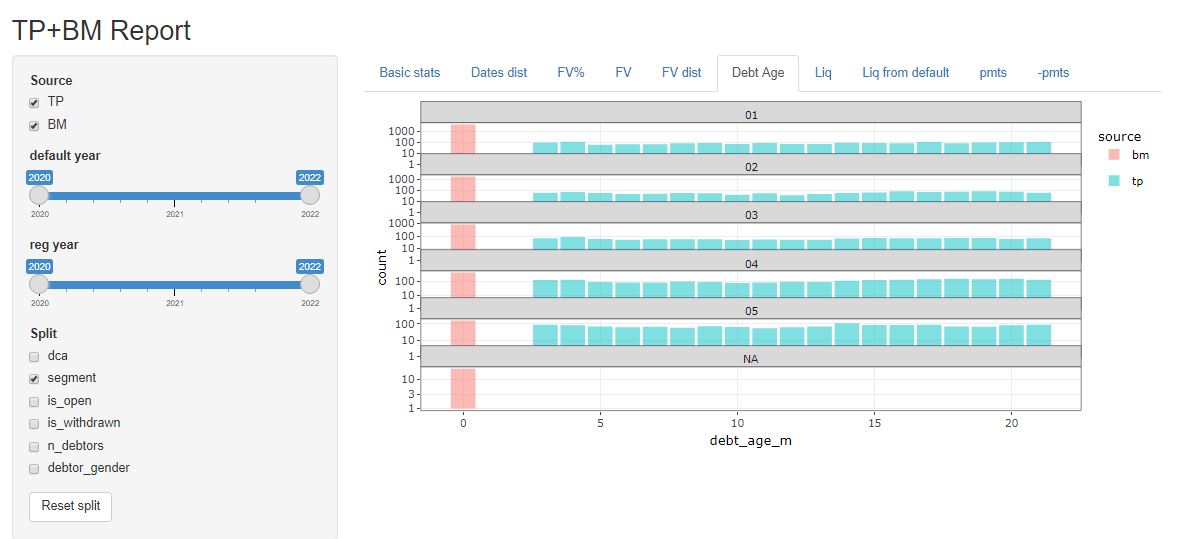 TP+BM Report
Source
TP
BM
default year
2020 2022
2020 2021 2022
reg year
2020 2022
2020 2021 2022
Split
dca
segment
is_open
is_withdrawn
n_debtors
debtor_gender
Reset split
Basic stats Dates dist FV% FV FV dist Debt Age Liq Liq from default pmts -pmts
01
1000
100
10
1
02
1000
100
10
1
03
1000
100
10
1
04
100
10
1
05
100
10
1
NA
10
3
1
count
0 5 10 15 20
debt_age_m
source
bm
tp